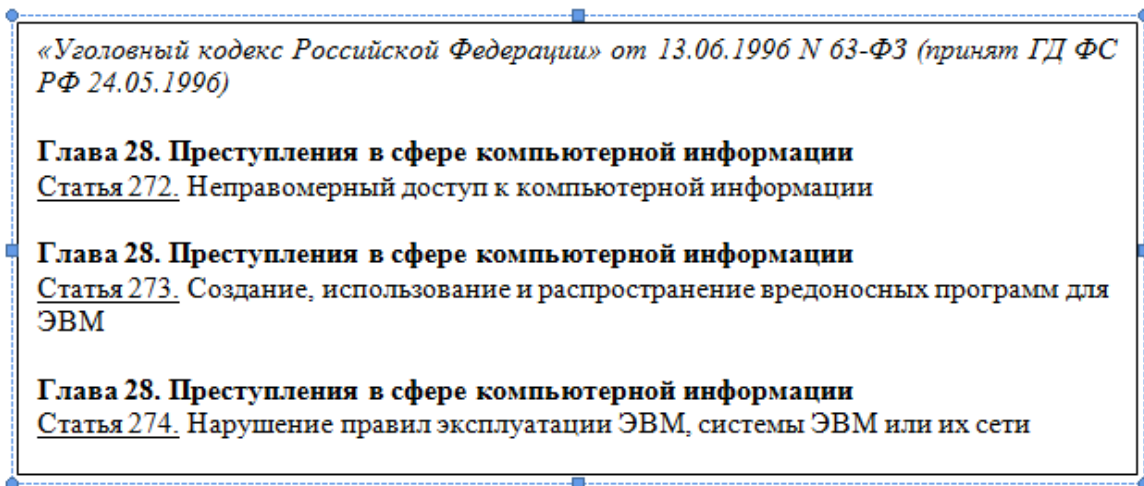 «Уголовный кодекс Российской Федерации» от 13.06.1996 N 63-ФЗ (принят ГД ФС
РФ 24.05.1996)
Глава 28. Преступления в сфере компьютерной информации
Статья 272. Неправомерный доступ к компьютерной информации
Глава 28. Преступления в сфере компьютерной информации
Статья 273. Создание, использование и распространение вредоносных программ для
ЭВМ
Глава 28. Преступления в сфере компьютерной информации
Статья 274. Нарушение правил эксплуатации ЭВМ, системы ЭВМ или их сети